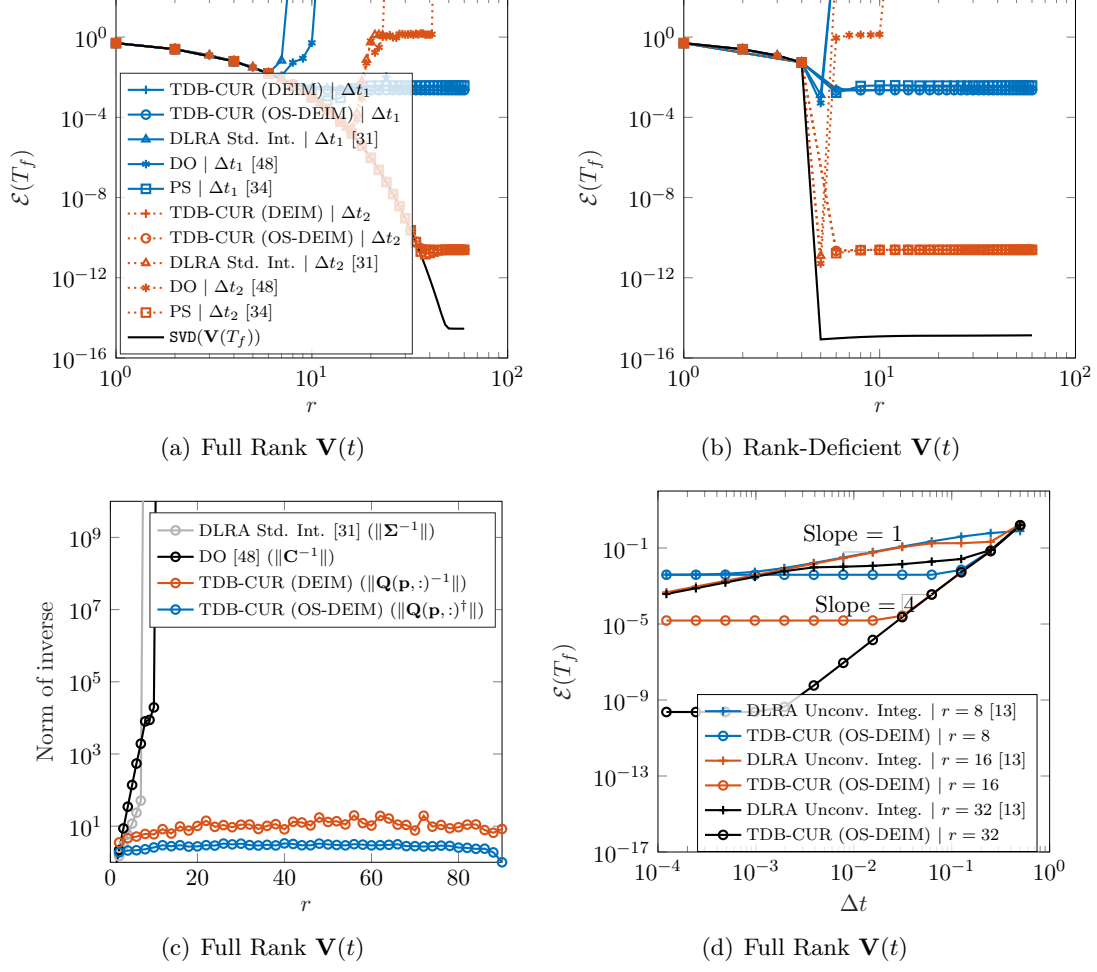 10^0
10^-4
10^-8
10^-12
10^-16
10^0
10^1
10^2
ℰ(T_f)
r
TDB-CUR (DEIM) | Δt_1
TDB-CUR (OS-DEIM) | Δt_1
DLRA Std. Int. | Δt_1 [31]
DO | Δt_1 [48]
PS | Δt_1 [34]
TDB-CUR (DEIM) | Δt_2
TDB-CUR (OS-DEIM) | Δt_2
DLRA Std. Int. | Δt_2 [31]
DO | Δt_2 [48]
PS | Δt_2 [34]
SVD(V(T_f))
(a) Full Rank V(t)
10^0
10^-4
10^-8
10^-12
10^-16
10^0
10^1
10^2
ℰ(T_f)
r
(b) Rank-Deficient V(t)
10^9
10^7
10^5
10^3
10^1
0
20
40
60
80
Norm of inverse
r
DLRA Std. Int. [31] (‖Σ^-1‖)
DO [48] (‖C^-1‖)
TDB-CUR (DEIM) (‖Q(p, :)^-1‖)
TDB-CUR (OS-DEIM) (‖Q(p, :)^†‖)
(c) Full Rank V(t)
10^-1
10^-5
10^-9
10^-13
10^-17
10^-4
10^-3
10^-2
10^-1
10^0
ℰ(T_f)
Δt
Slope = 1
Slope = 4
DLRA Unconv. Integ. | r = 8 [13]
TDB-CUR (OS-DEIM) | r = 8
DLRA Unconv. Integ. | r = 16 [13]
TDB-CUR (OS-DEIM) | r = 16
DLRA Unconv. Integ. | r = 32 [13]
TDB-CUR (OS-DEIM) | r = 32
(d) Full Rank V(t)